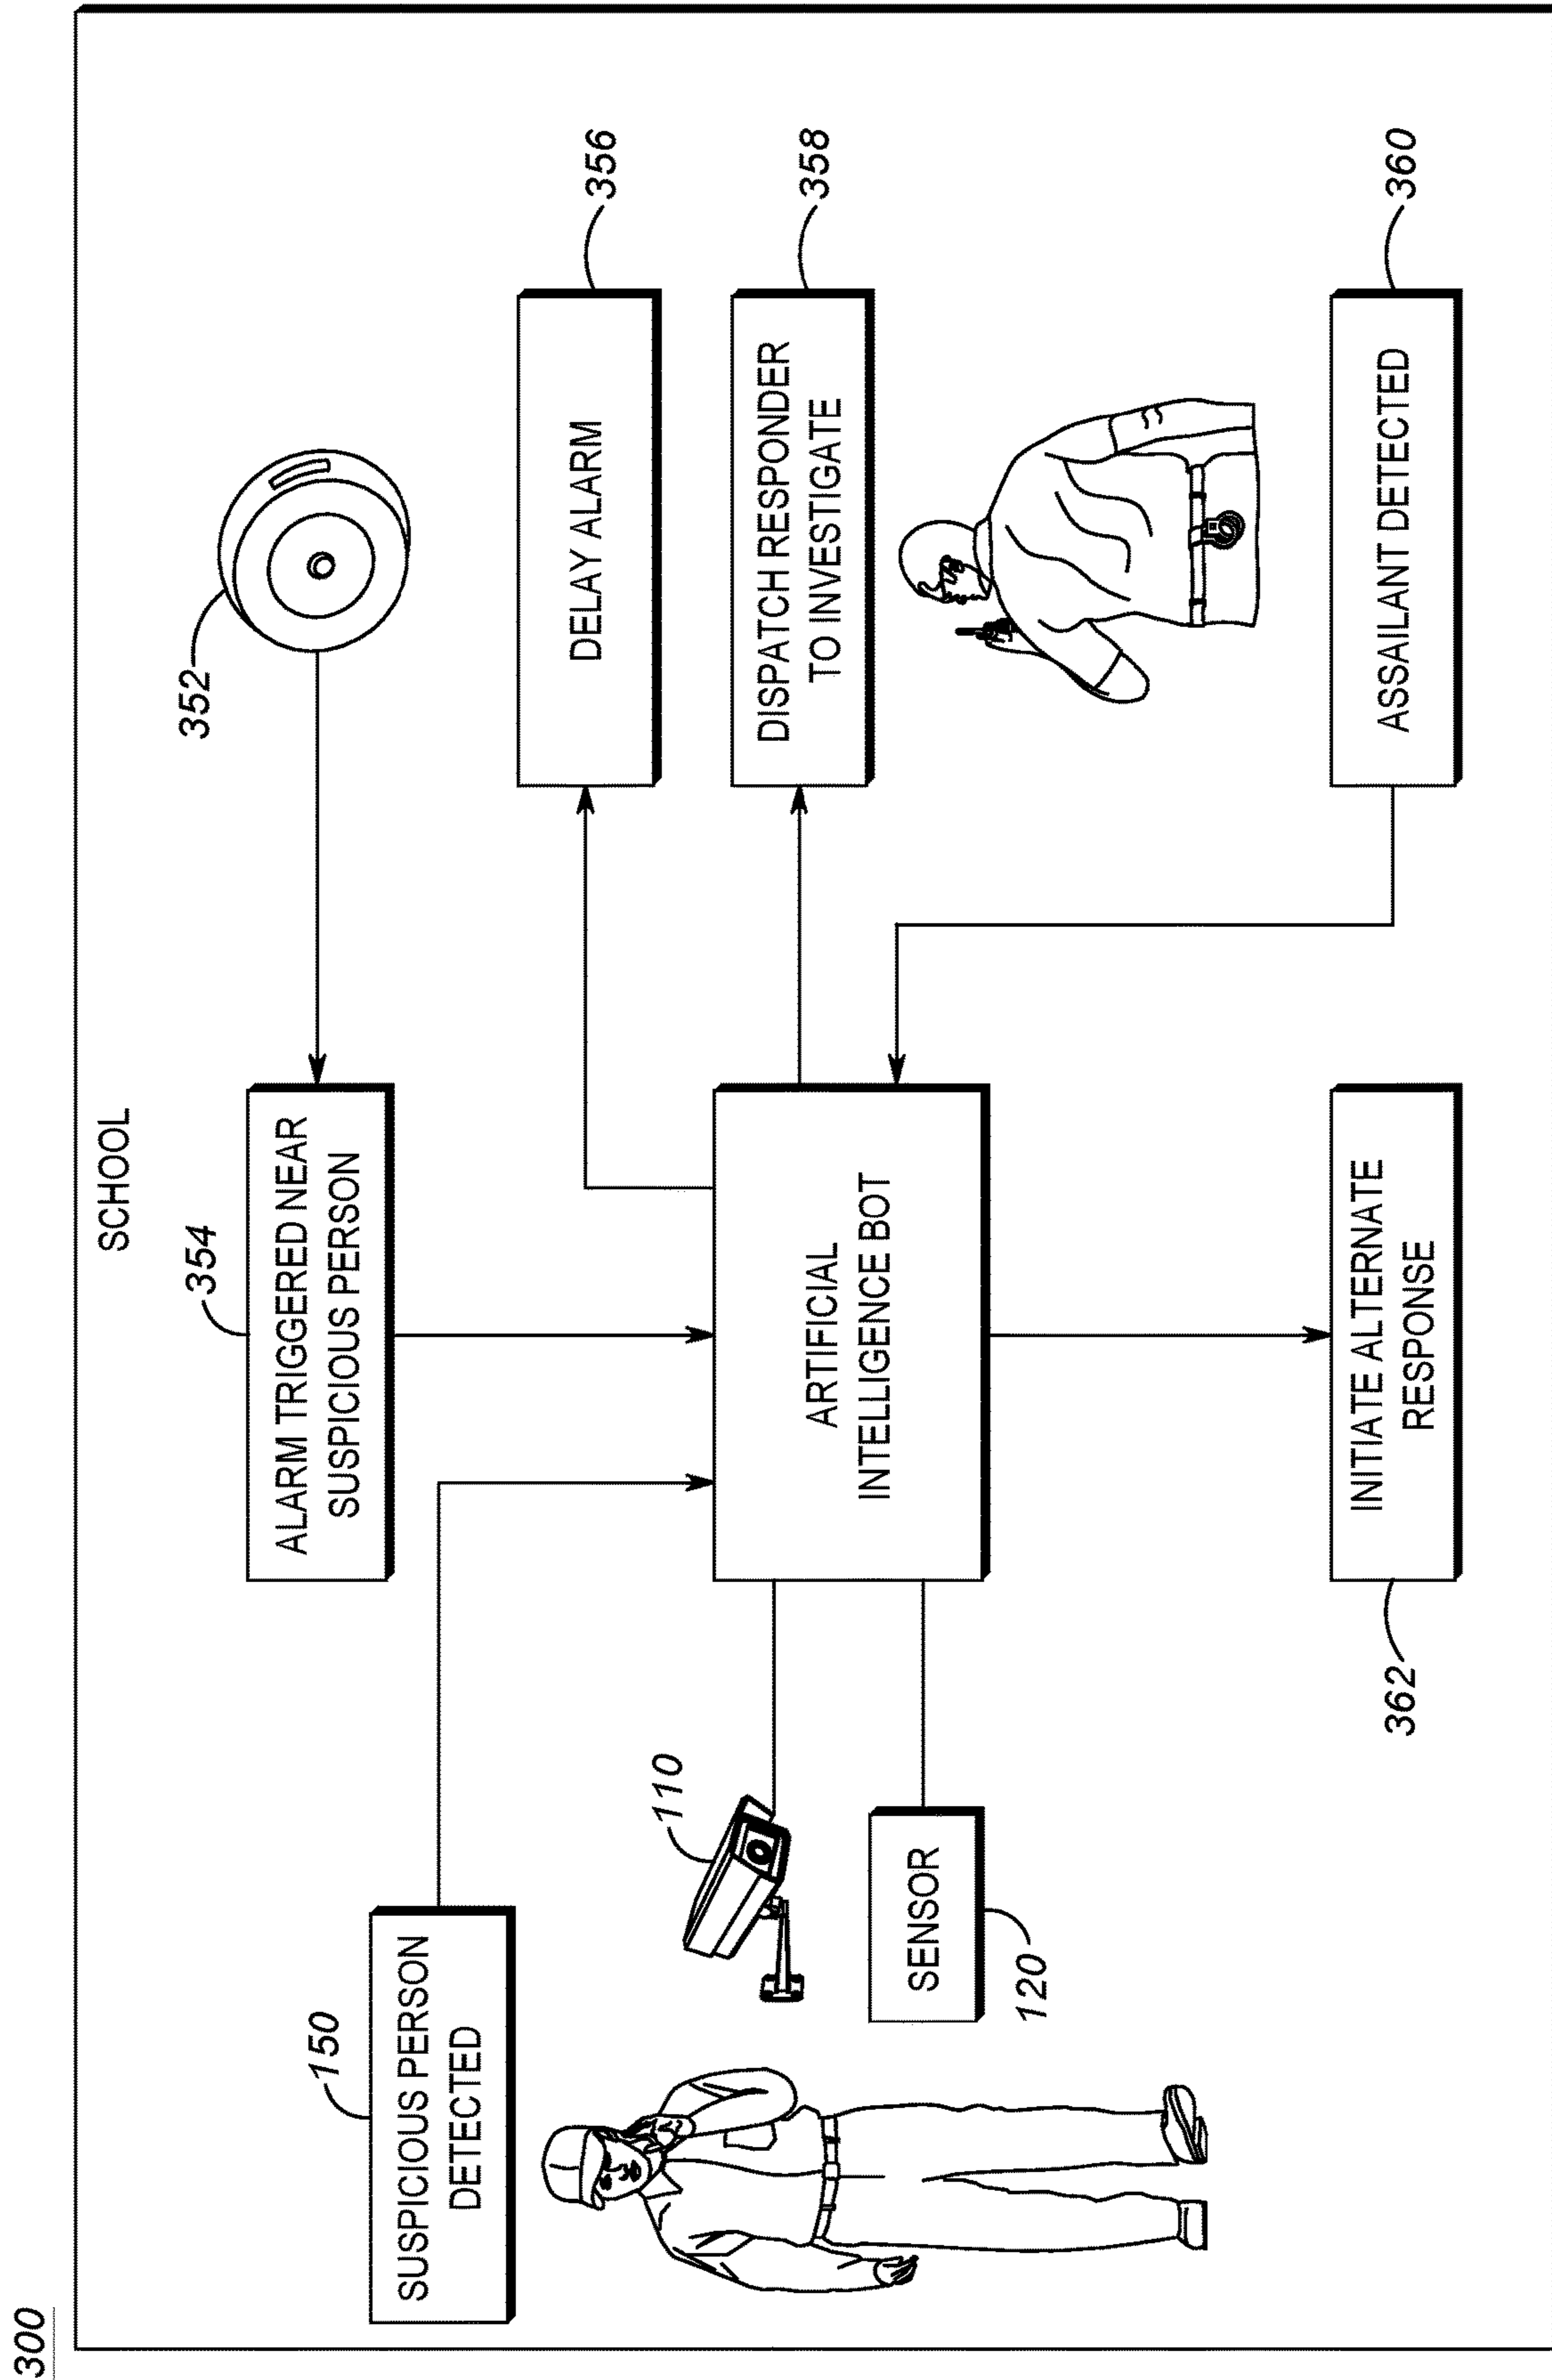 300
SCHOOL
352
354
ALARM TRIGGERED NEAR
SUSPICIOUS PERSON
150
SUSPICIOUS PERSON
DETECTED
356
DELAY ALARM
110
ARTIFICIAL
INTELLIGENCE BOT
358
DISPATCH RESPONDER
TO INVESTIGATE
SENSOR
120
362
INITIATE ALTERNATE
RESPONSE
360
ASSAILANT DETECTED